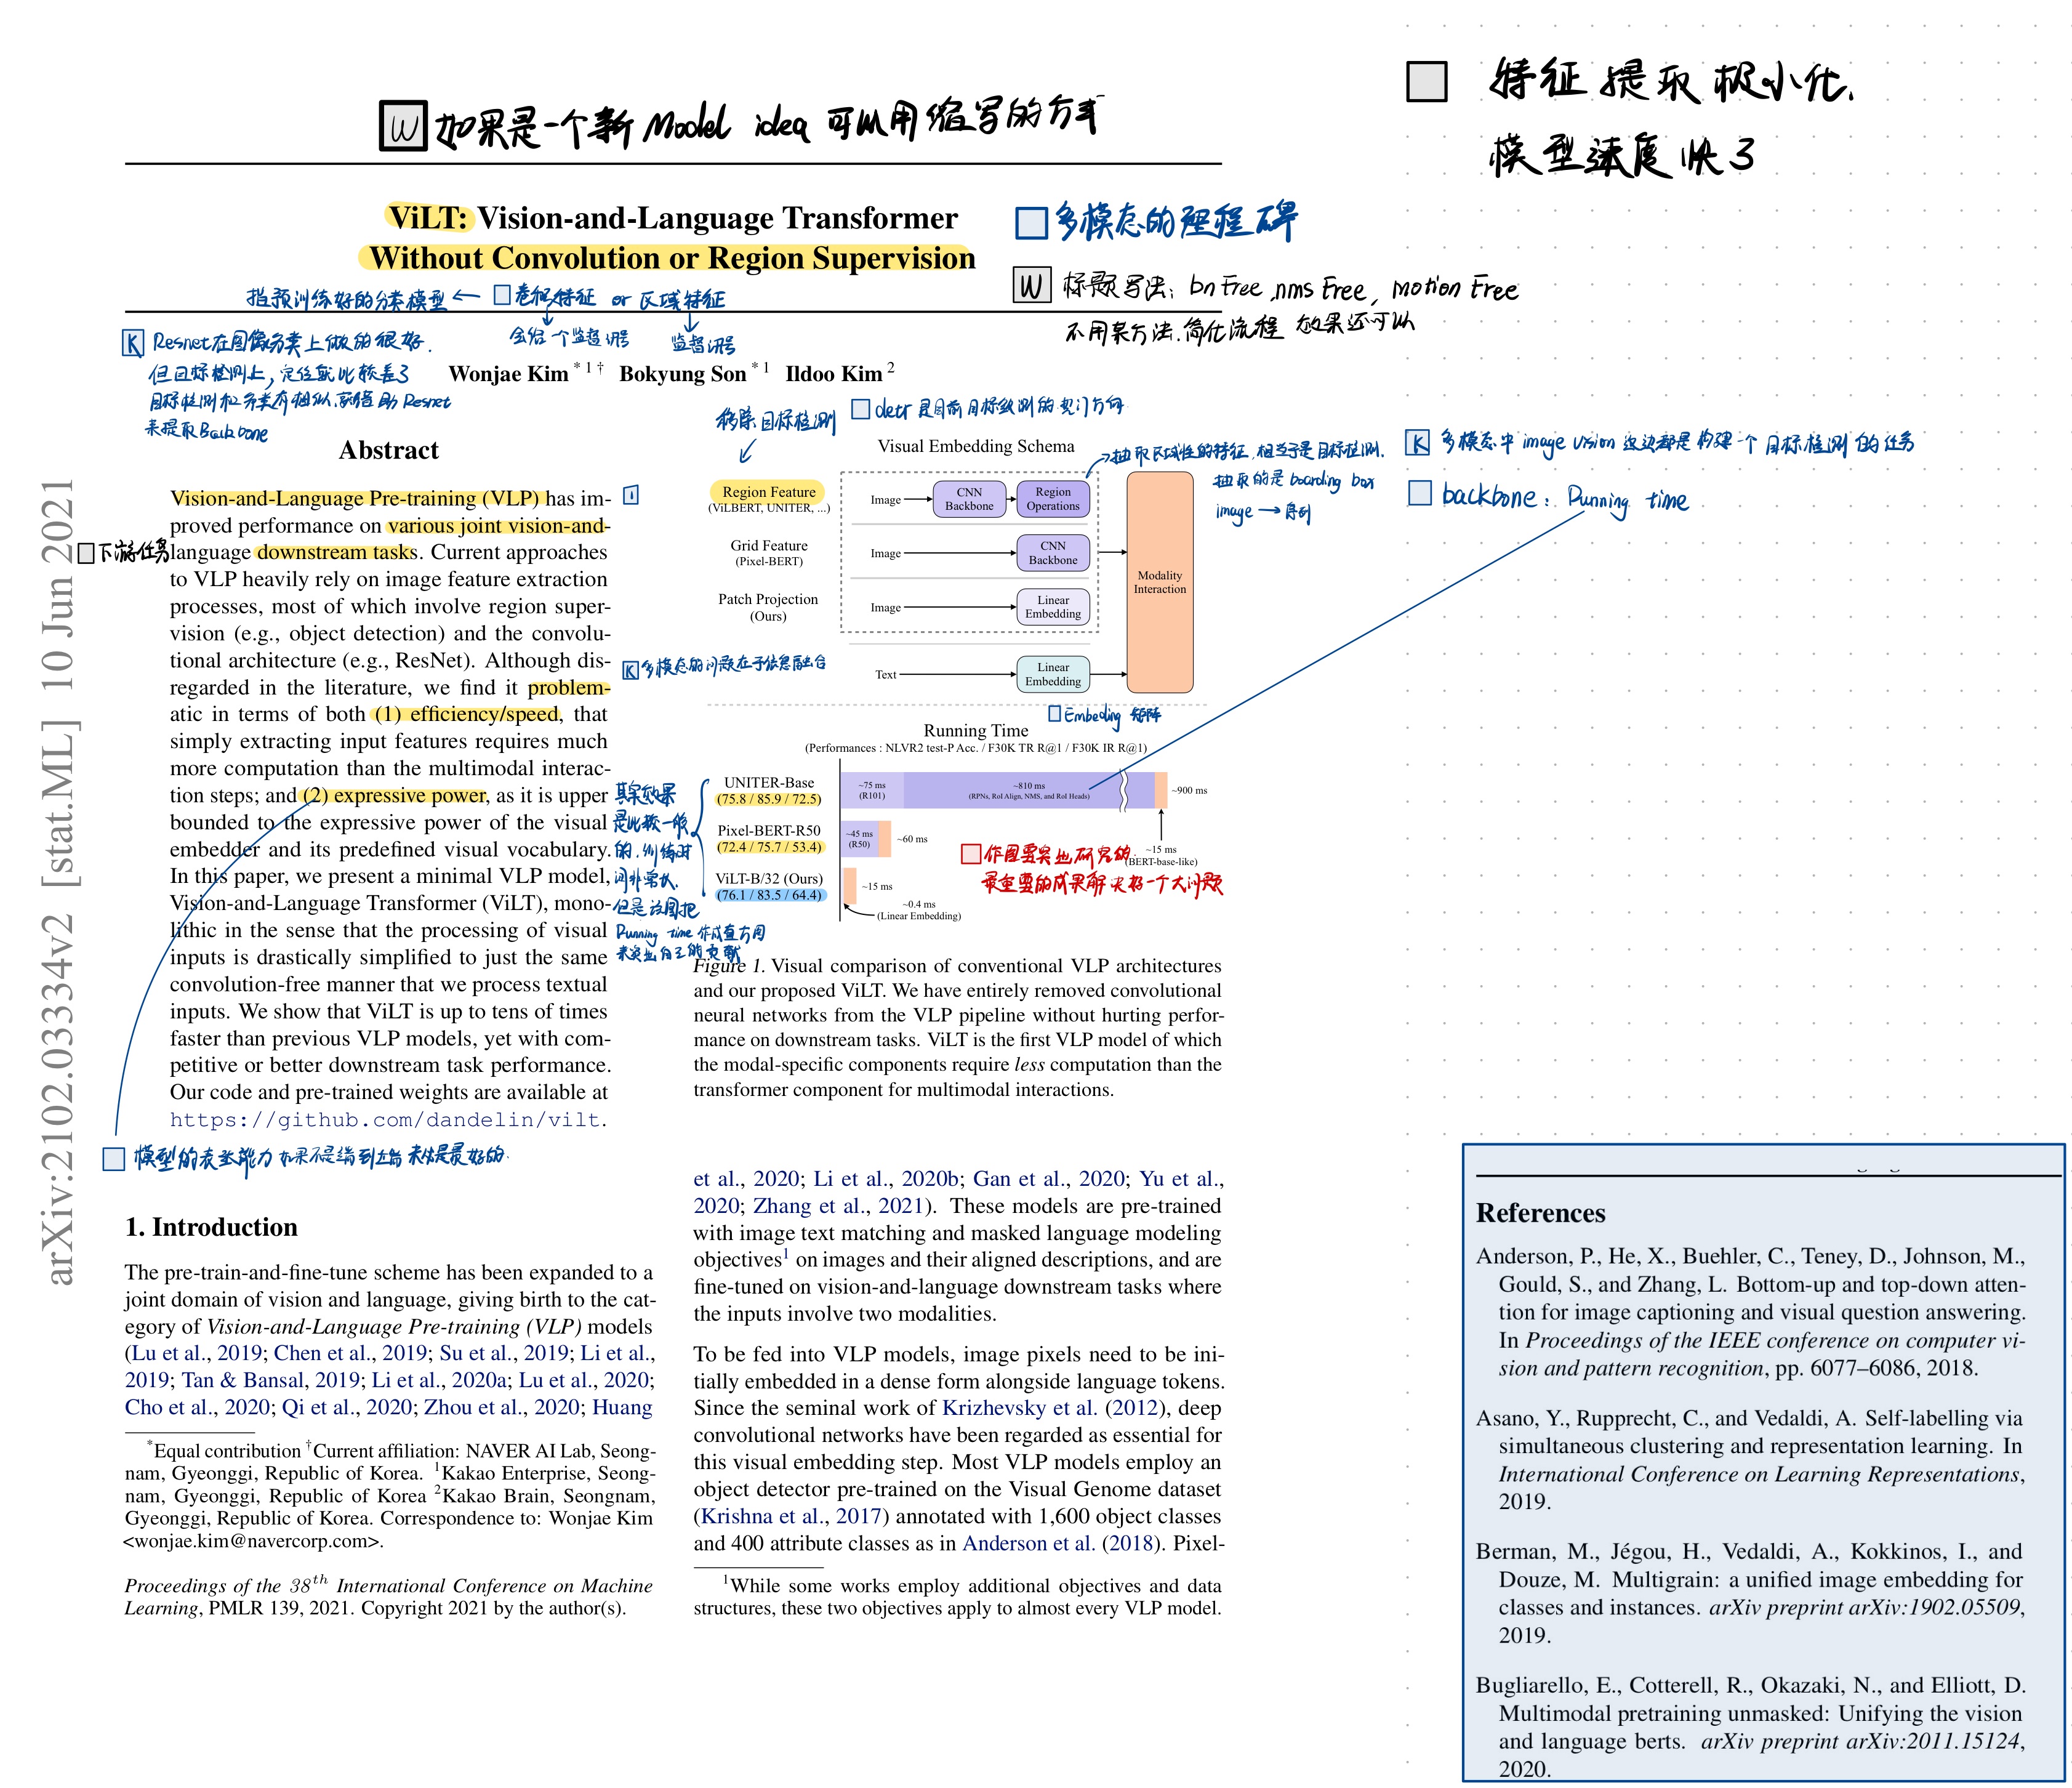 W 如果是一个新 Model idea 可以用缩写的方式
特征提取极小化.
模型速度快了
ViLT: Vision-and-Language Transformer
Without Convolution or Region Supervision
多模态的里程碑
W 标题写法: bn Free, nms Free, motion Free
不用某方法.简化流程 效果还可以
指预训练好的分类模型 ← 卷积特征 or 区域特征
会给一个监督讯号 监督讯号
K Resnet在图像分类上做的很好.
但目标检测上, 定位就比较差了
目标检测和分类有相似,就借助 Resnet
来提取Backbone
Wonjae Kim * 1 † Bokyung Son * 1 Ildoo Kim 2
arXiv:2102.03334v2 [stat.ML] 10 Jun 2021
Abstract
Vision-and-Language Pre-training (VLP) has im-
proved performance on various joint vision-and-
language downstream tasks. Current approaches
下游任务
to VLP heavily rely on image feature extraction
processes, most of which involve region super-
vision (e.g., object detection) and the convolu-
tional architecture (e.g., ResNet). Although dis-
regarded in the literature, we find it problem-
atic in terms of both (1) efficiency/speed, that
simply extracting input features requires much
more computation than the multimodal interac-
tion steps; and (2) expressive power, as it is upper
bounded to the expressive power of the visual
embedder and its predefined visual vocabulary.
In this paper, we present a minimal VLP model,
Vision-and-Language Transformer (ViLT), mono-
lithic in the sense that the processing of visual
inputs is drastically simplified to just the same
convolution-free manner that we process textual
inputs. We show that ViLT is up to tens of times
faster than previous VLP models, yet with com-
petitive or better downstream task performance.
Our code and pre-trained weights are available at
https://github.com/dandelin/vilt.
模型的表达能力 如果不是端到端 未必是最好的.
1. Introduction
The pre-train-and-fine-tune scheme has been expanded to a
joint domain of vision and language, giving birth to the cat-
egory of Vision-and-Language Pre-training (VLP) models
(Lu et al., 2019; Chen et al., 2019; Su et al., 2019; Li et al.,
2019; Tan & Bansal, 2019; Li et al., 2020a; Lu et al., 2020;
Cho et al., 2020; Qi et al., 2020; Zhou et al., 2020; Huang
*Equal contribution †Current affiliation: NAVER AI Lab, Seong-
nam, Gyeonggi, Republic of Korea. 1Kakao Enterprise, Seong-
nam, Gyeonggi, Republic of Korea 2Kakao Brain, Seongnam,
Gyeonggi, Republic of Korea. Correspondence to: Wonjae Kim
<wonjae.kim@navercorp.com>.
Proceedings of the 38th International Conference on Machine
Learning, PMLR 139, 2021. Copyright 2021 by the author(s).
移除目标检测
detr 是目前目标检测的热门方向
Visual Embedding Schema
抽取区域性的特征,相当于是目标检测.
抽取的是 boarding box
image → 序列
K 多模态中 image vision 这边都是构建一个目标检测的任务
backbone: Running time
Region Feature
(ViLBERT, UNITER, ...)
Image CNN Backbone Region Operations
Grid Feature
(Pixel-BERT)
Image CNN Backbone
Modality Interaction
Patch Projection
(Ours)
Image Linear Embedding
K 多模态的问题在于信息融合
Text Linear Embedding
Embeding 矩阵
Running Time
(Performances : NLVR2 test-P Acc. / F30K TR R@1 / F30K IR R@1)
UNITER-Base
(75.8 / 85.9 / 72.5)
~75 ms
(R101)
~810 ms
(RPNs, RoI Align, NMS, and RoI Heads)
~900 ms
Pixel-BERT-R50
(72.4 / 75.7 / 53.4)
~45 ms
(R50)
~60 ms
~15 ms
(BERT-base-like)
ViLT-B/32 (Ours)
(76.1 / 83.5 / 64.4)
~15 ms
~0.4 ms
(Linear Embedding)
作图要突出研究的
最重要的成果解决好一个大问题
其实效果
是比较一般
的,训练时
间非常长.
但是该图把
Running time 作成直方图
来突出自己的贡献
Figure 1. Visual comparison of conventional VLP architectures
and our proposed ViLT. We have entirely removed convolutional
neural networks from the VLP pipeline without hurting perfor-
mance on downstream tasks. ViLT is the first VLP model of which
the modal-specific components require less computation than the
transformer component for multimodal interactions.
et al., 2020; Li et al., 2020b; Gan et al., 2020; Yu et al.,
2020; Zhang et al., 2021). These models are pre-trained
with image text matching and masked language modeling
objectives1 on images and their aligned descriptions, and are
fine-tuned on vision-and-language downstream tasks where
the inputs involve two modalities.
To be fed into VLP models, image pixels need to be ini-
tially embedded in a dense form alongside language tokens.
Since the seminal work of Krizhevsky et al. (2012), deep
convolutional networks have been regarded as essential for
this visual embedding step. Most VLP models employ an
object detector pre-trained on the Visual Genome dataset
(Krishna et al., 2017) annotated with 1,600 object classes
and 400 attribute classes as in Anderson et al. (2018). Pixel-
1While some works employ additional objectives and data
structures, these two objectives apply to almost every VLP model.
References
Anderson, P., He, X., Buehler, C., Teney, D., Johnson, M.,
Gould, S., and Zhang, L. Bottom-up and top-down atten-
tion for image captioning and visual question answering.
In Proceedings of the IEEE conference on computer vi-
sion and pattern recognition, pp. 6077–6086, 2018.
Asano, Y., Rupprecht, C., and Vedaldi, A. Self-labelling via
simultaneous clustering and representation learning. In
International Conference on Learning Representations,
2019.
Berman, M., Jégou, H., Vedaldi, A., Kokkinos, I., and
Douze, M. Multigrain: a unified image embedding for
classes and instances. arXiv preprint arXiv:1902.05509,
2019.
Bugliarello, E., Cotterell, R., Okazaki, N., and Elliott, D.
Multimodal pretraining unmasked: Unifying the vision
and language berts. arXiv preprint arXiv:2011.15124,
2020.